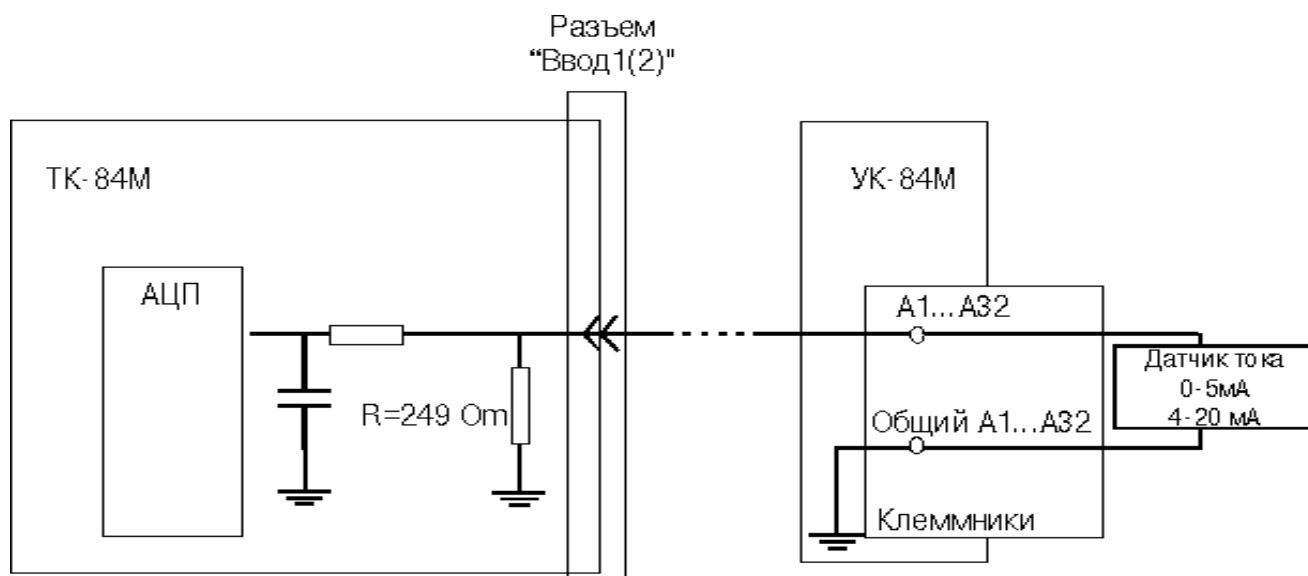 Разъем
“Ввод1(2)"
ТК-84М
УК-84М
АЦП
А1...А32
Датчик тока
0-5мА
4-20 мА
R=249 Om
Общий А1...А32
Клеммники